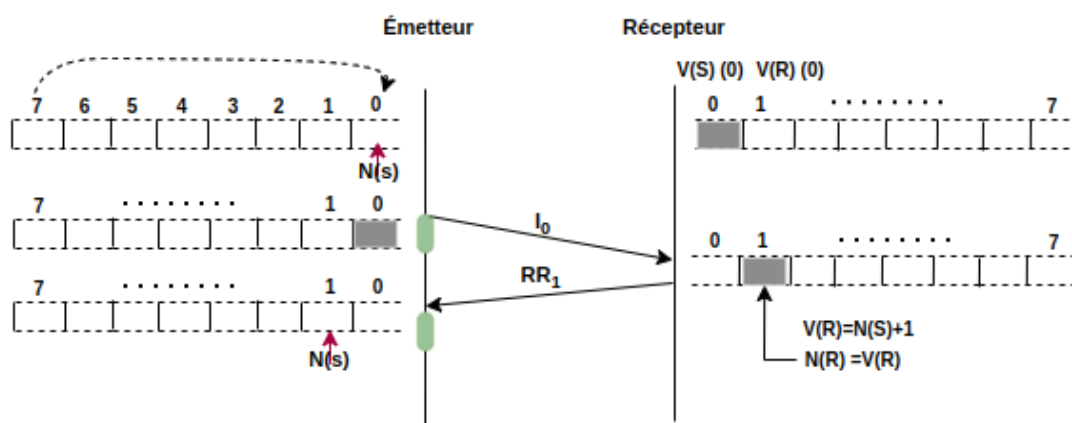 Émetteur Récepteur
V(S) (0) V(R) (0)
7 6 5 4 3 2 1 0
0 1 . . . . . . . . . 7
N(s)
7 . . . . . . . . . 1 0
I0
0 1 . . . . . . . . . 7
RR1
7 . . . . . . . . . 1 0
V(R)=N(S)+1
N(s)
N(R) =V(R)